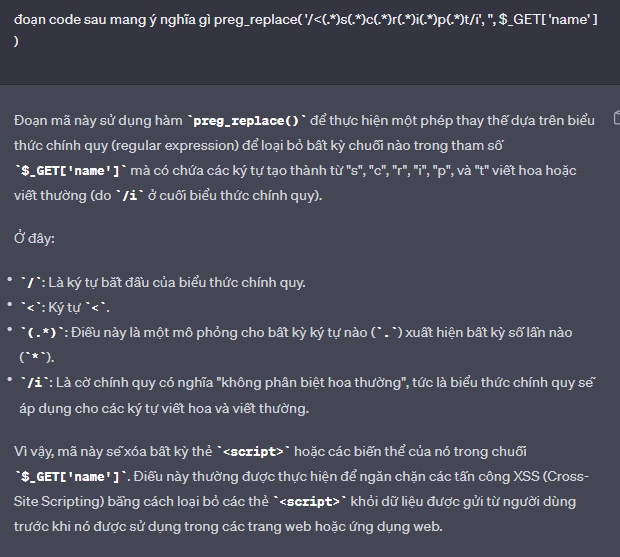 đoạn code sau mang ý nghĩa gì preg_replace( '/<(.*)s(.*)c(.*)r(.*)i(.*)p(.*)t/i', '', $_GET[ 'name' ]
)
Đoạn mã này sử dụng hàm `preg_replace()` để thực hiện một phép thay thế dựa trên biểu
thức chính quy (regular expression) để loại bỏ bất kỳ chuỗi nào trong tham số
`$_GET['name']` mà có chứa các ký tự tạo thành từ "s", "c", "r", "i", "p", và "t" viết hoa hoặc
viết thường (do `/i` ở cuối biểu thức chính quy).
Ở đây:
• `/`: Là ký tự bắt đầu của biểu thức chính quy.
• `<`: Ký tự `<`.
• `(.*)`: Điều này là một mô phỏng cho bất kỳ ký tự nào (`.`) xuất hiện bất kỳ số lần nào
(`*`).
• `/i`: Là cờ chính quy có nghĩa "không phân biệt hoa thường", tức là biểu thức chính quy sẽ
áp dụng cho các ký tự viết hoa và viết thường.
Vì vậy, mã này sẽ xóa bất kỳ thẻ `<script>` hoặc các biến thể của nó trong chuỗi
`$_GET['name']`. Điều này thường được thực hiện để ngăn chặn các tấn công XSS (Cross-
Site Scripting) bằng cách loại bỏ các thẻ `<script>` khỏi dữ liệu được gửi từ người dùng
trước khi nó được sử dụng trong các trang web hoặc ứng dụng web.